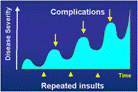 Complications
Disease Severity
Time
Repeated insults